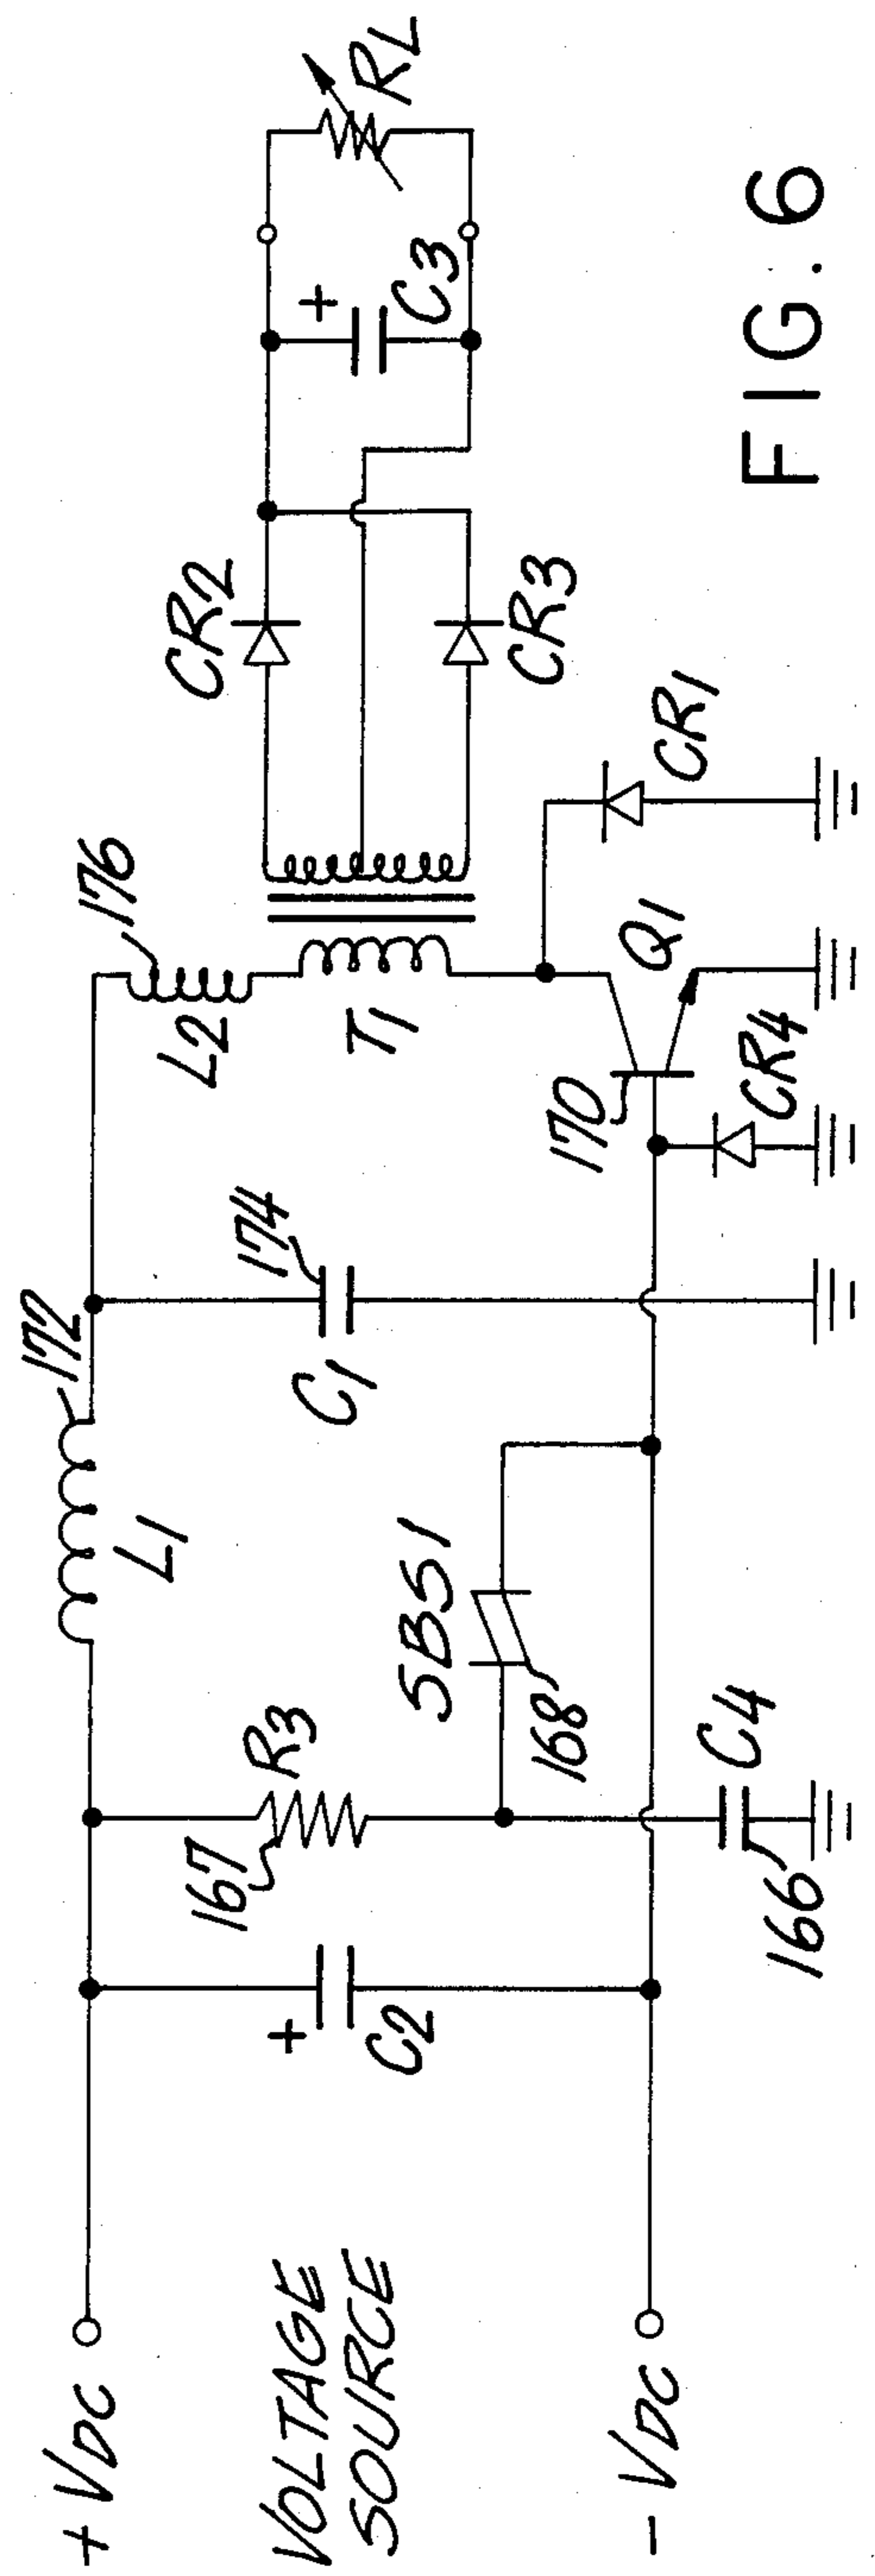 + VDC
VOLTAGE
SOURCE
- VDC
+
C2
167
R3
166
C4
SBS1
168
L1
172
C1
174
L2
176
T1
170
Q1
CR4
CR1
CR2
CR3
+
C3
RL
FIG. 6